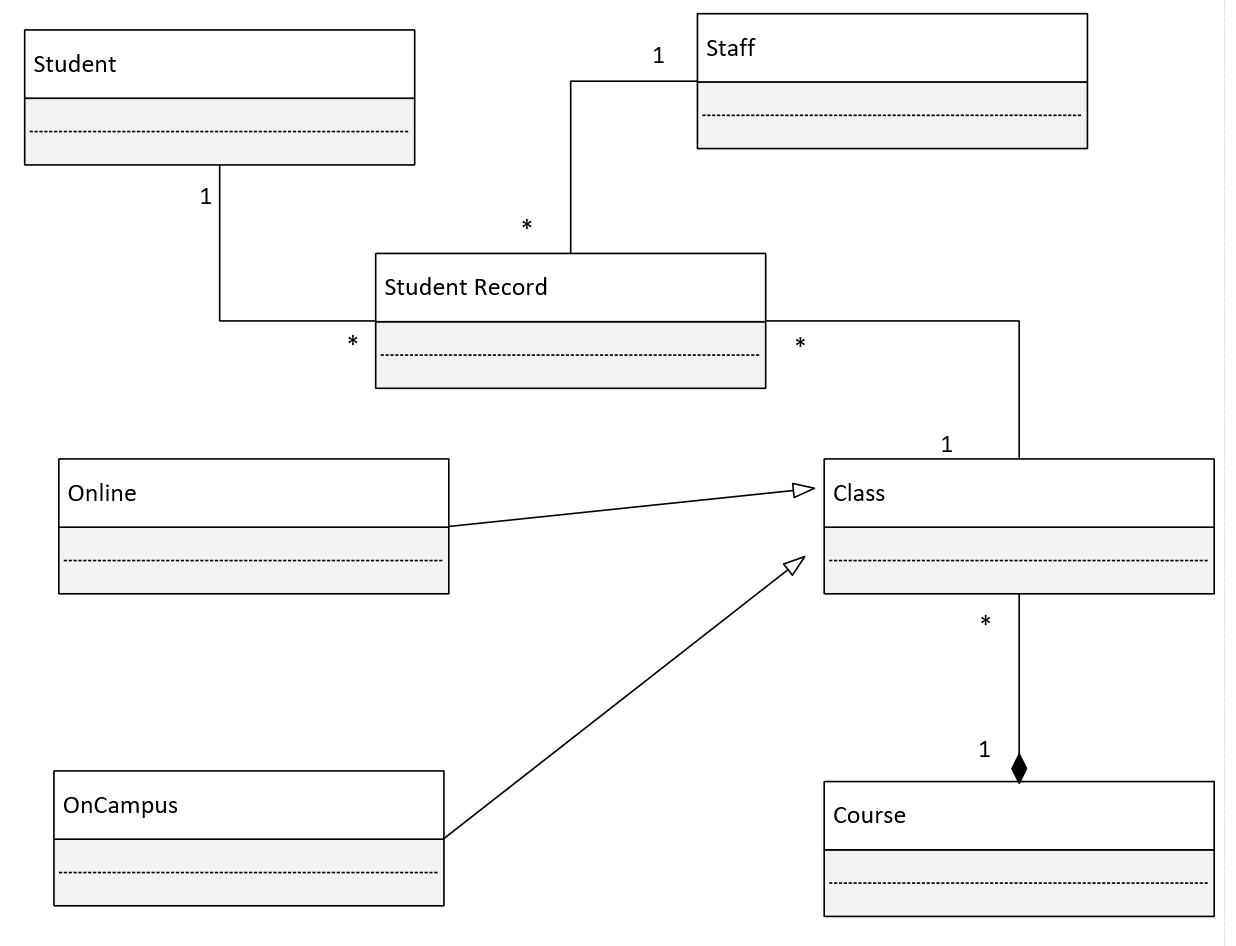 Student
Staff
1
1
*
Student Record
*
*
1
Online
Class
*
1
OnCampus
Course